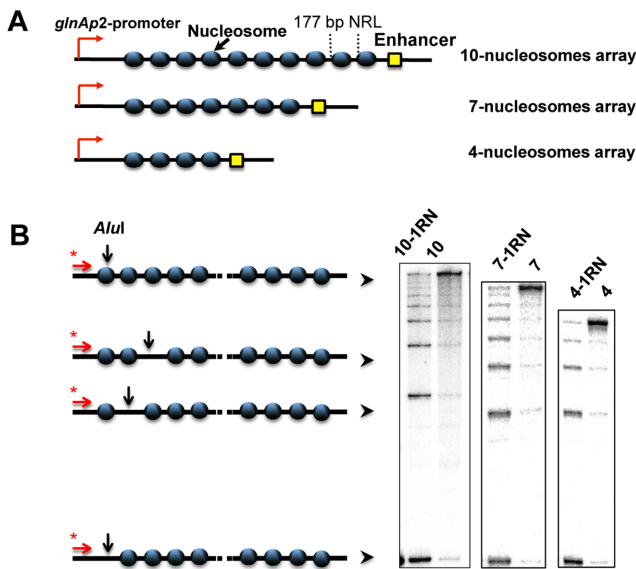 A
glnAp2-promoter
Nucleosome
177 bp NRL
Enhancer
10-nucleosomes array
7-nucleosomes array
4-nucleosomes array
B
AluI
*
*
*
*
10-1RN
10
7-1RN
7
4-1RN
4